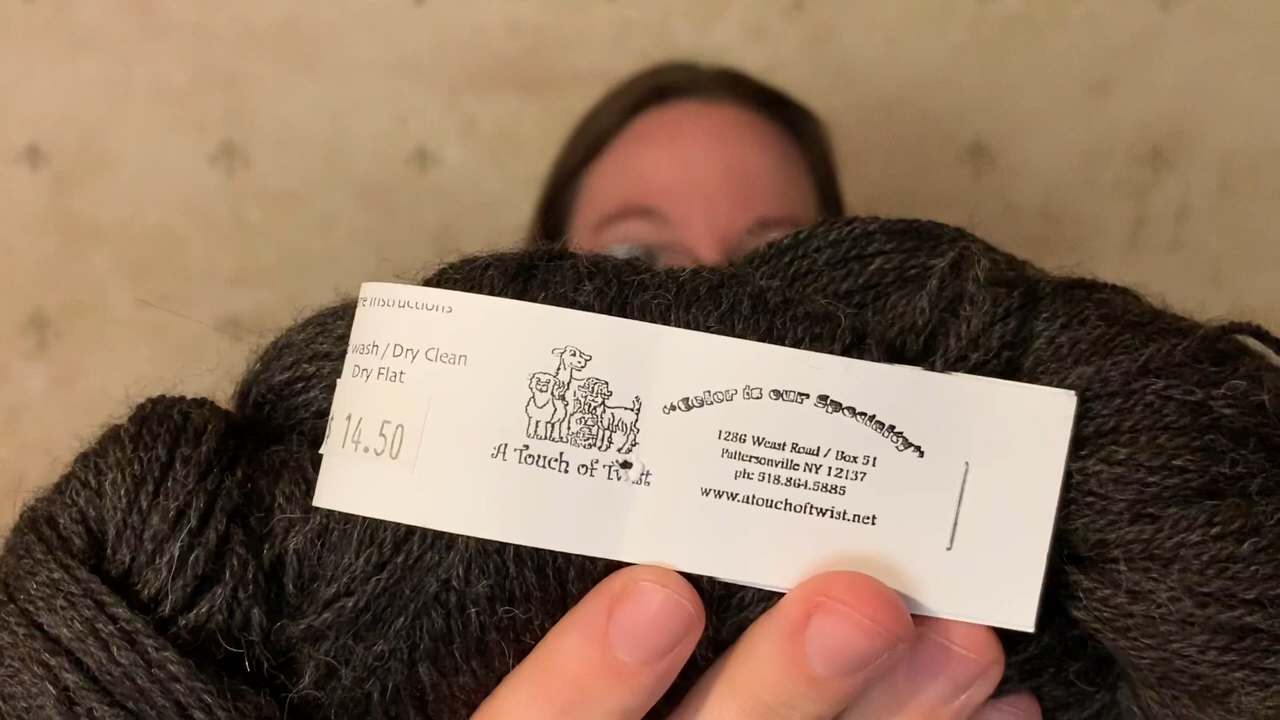 re Instructions
wash / Dry Clean
Dry Flat
$ 14.50
A Touch of Twist
"Color is our Specialty"
1286 Weast Road / Box 51
Pattersonville NY 12137
ph: 518.864.5885
www.atouchoftwist.net